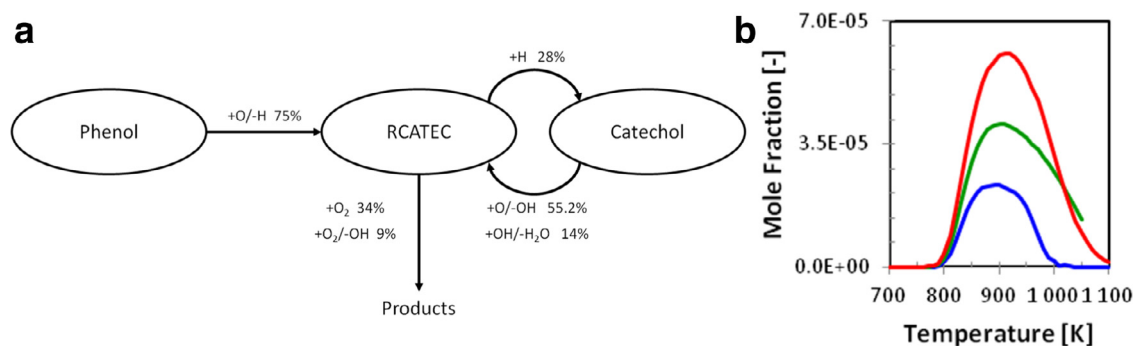 a
+H 28%
Phenol
+O/-H 75%
RCATEC
Catechol
+O₂ 34%
+O₂/-OH 9%
+O/-OH 55.2%
+OH/-H₂O 14%
Products
b
Mole Fraction [-]
7.0E-05
3.5E-05
0.0E+00
700 800 900 1 000 1 100
Temperature [K]